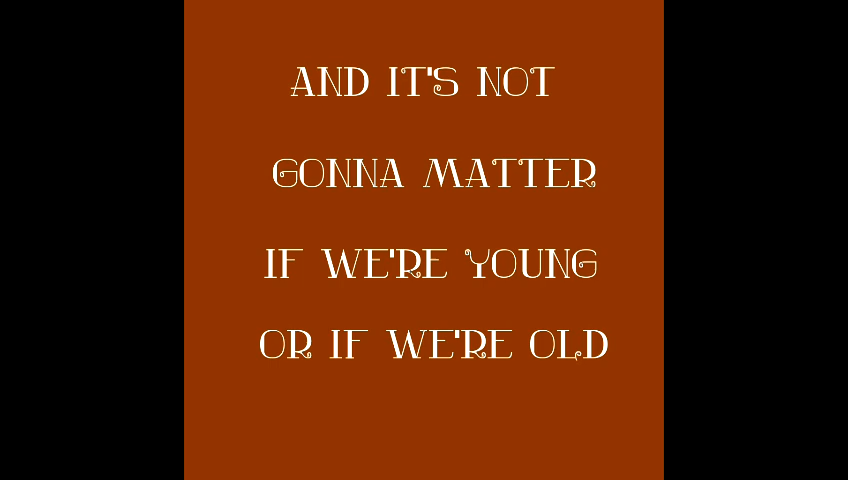 AND IT'S NOT
GONNA MATTER
IF WE'RE YOUNG
OR IF WE'RE OLD